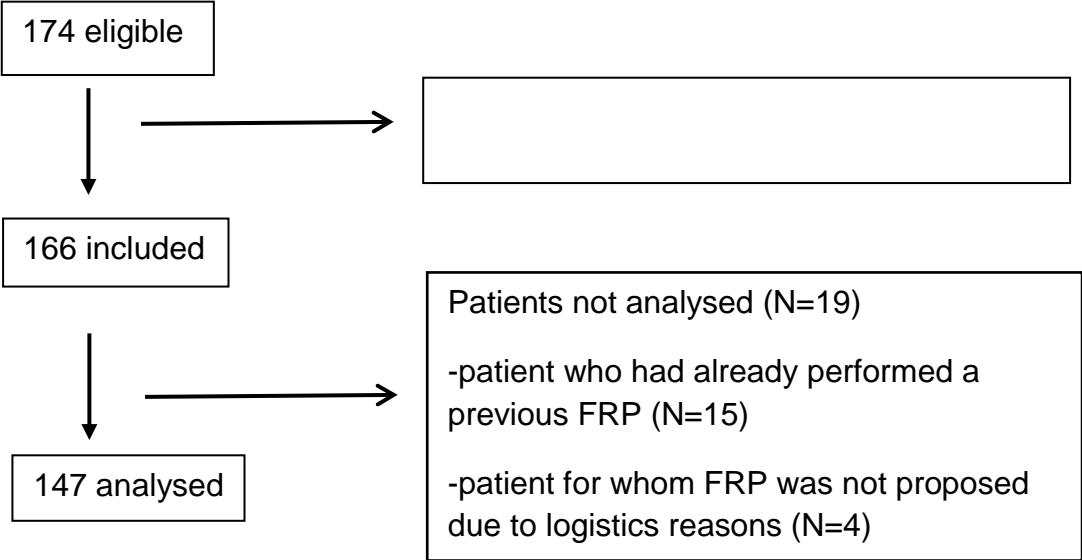 174 eligible
166 included
Patients not analysed (N=19)
-patient who had already performed a
previous FRP (N=15)
-patient for whom FRP was not proposed
due to logistics reasons (N=4)
147 analysed